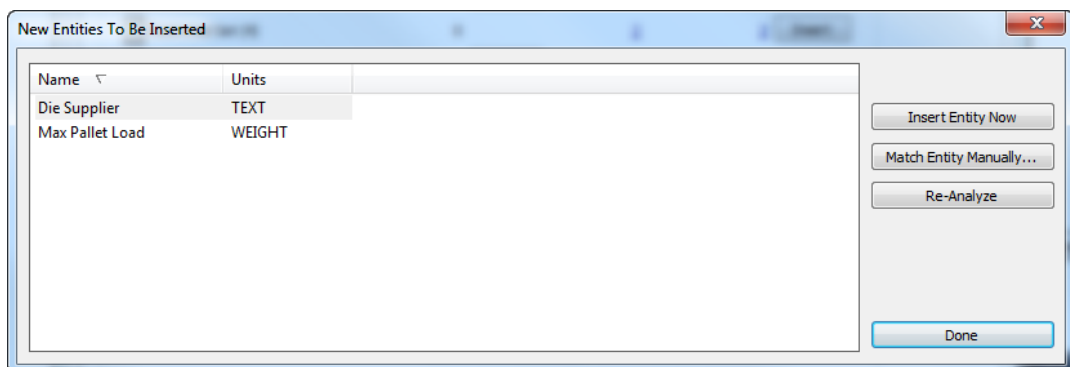 New Entities To Be Inserted
Name Units
Die Supplier TEXT
Max Pallet Load WEIGHT
Insert Entity Now
Match Entity Manually...
Re-Analyze
Done